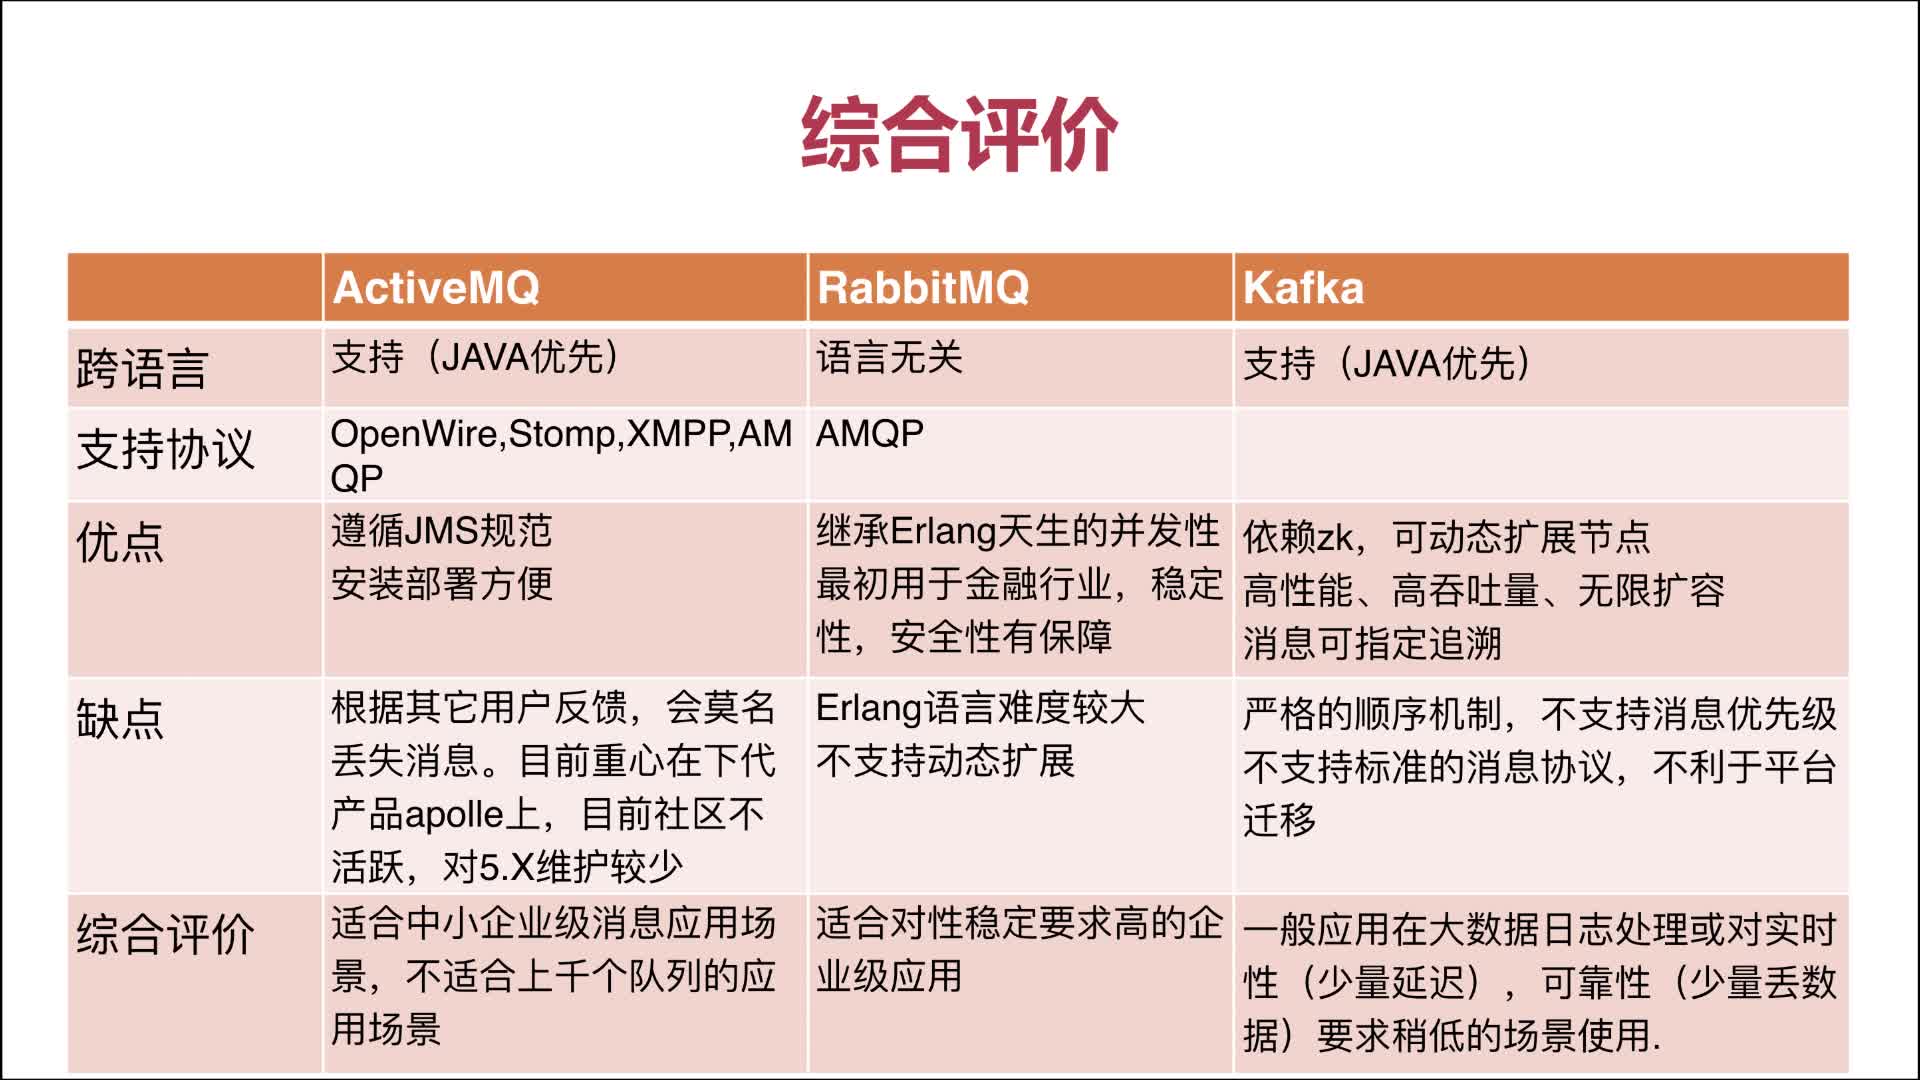 综合评价
ActiveMQ RabbitMQ Kafka
跨语言
支持（JAVA优先）
语言无关
支持（JAVA优先）
支持协议
OpenWire,Stomp,XMPP,AM
QP
AMQP
优点
遵循JMS规范
安装部署方便
继承Erlang天生的并发性
最初用于金融行业，稳定
性，安全性有保障
依赖zk，可动态扩展节点
高性能、高吞吐量、无限扩容
消息可指定追溯
缺点
根据其它用户反馈，会莫名
丢失消息。目前重心在下代
产品apolle上，目前社区不
活跃，对5.X维护较少
Erlang语言难度较大
不支持动态扩展
严格的顺序机制，不支持消息优先级
不支持标准的消息协议，不利于平台
迁移
综合评价
适合中小企业级消息应用场
景，不适合上千个队列的应
用场景
适合对性稳定要求高的企
业级应用
一般应用在大数据日志处理或对实时
性（少量延迟），可靠性（少量丢数
据）要求稍低的场景使用.